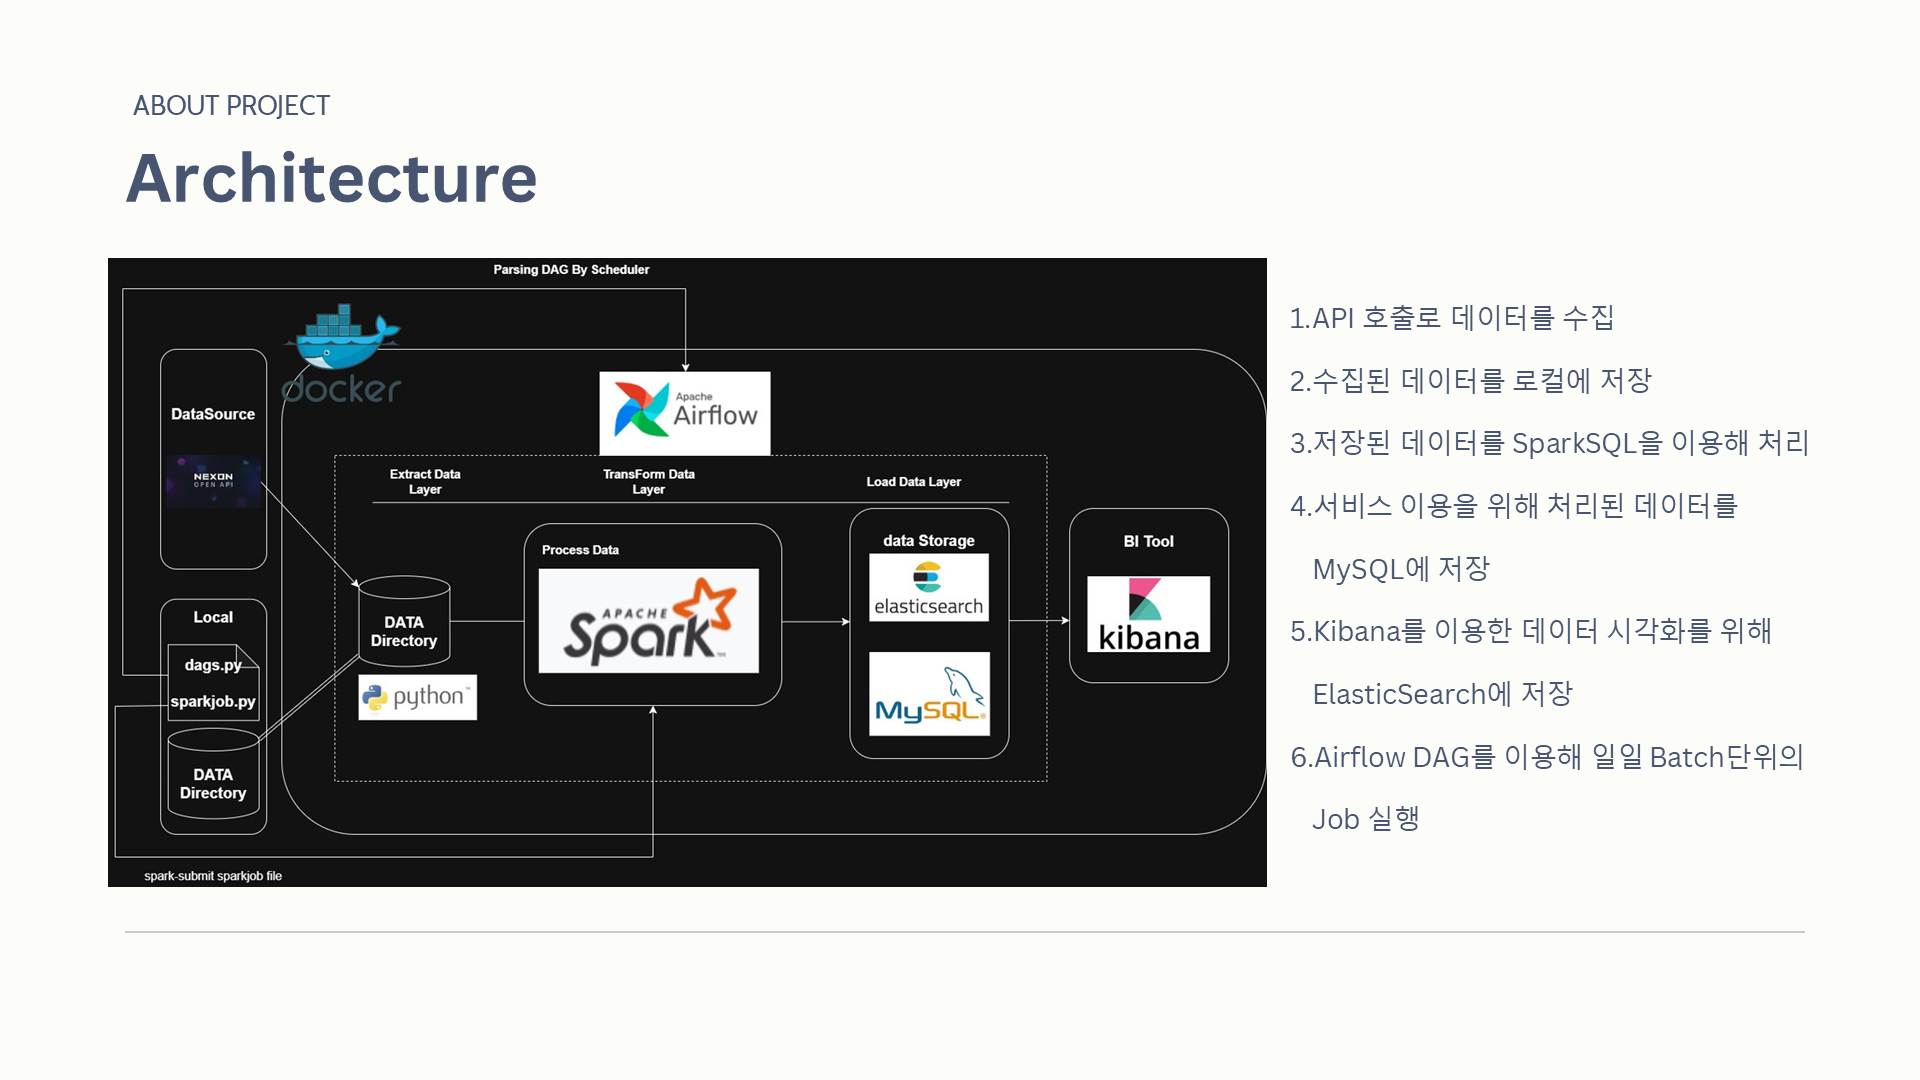 ABOUT PROJECT
Architecture
Parsing DAG By Scheduler
docker
DataSource
NEXON
OPEN API
Apache
Airflow
Extract Data
Layer
TransForm Data
Layer
Load Data Layer
Process Data
APACHE
Spark™
data Storage
elasticsearch
MySQL®
BI Tool
kibana
DATA
Directory
python™
Local
dags.py
sparkjob.py
DATA
Directory
spark-submit sparkjob file
1.API 호출로 데이터를 수집
2.수집된 데이터를 로컬에 저장
3.저장된 데이터를 SparkSQL을 이용해 처리
4.서비스 이용을 위해 처리된 데이터를
MySQL에 저장
5.Kibana를 이용한 데이터 시각화를 위해
ElasticSearch에 저장
6.Airflow DAG를 이용해 일일 Batch단위의
Job 실행